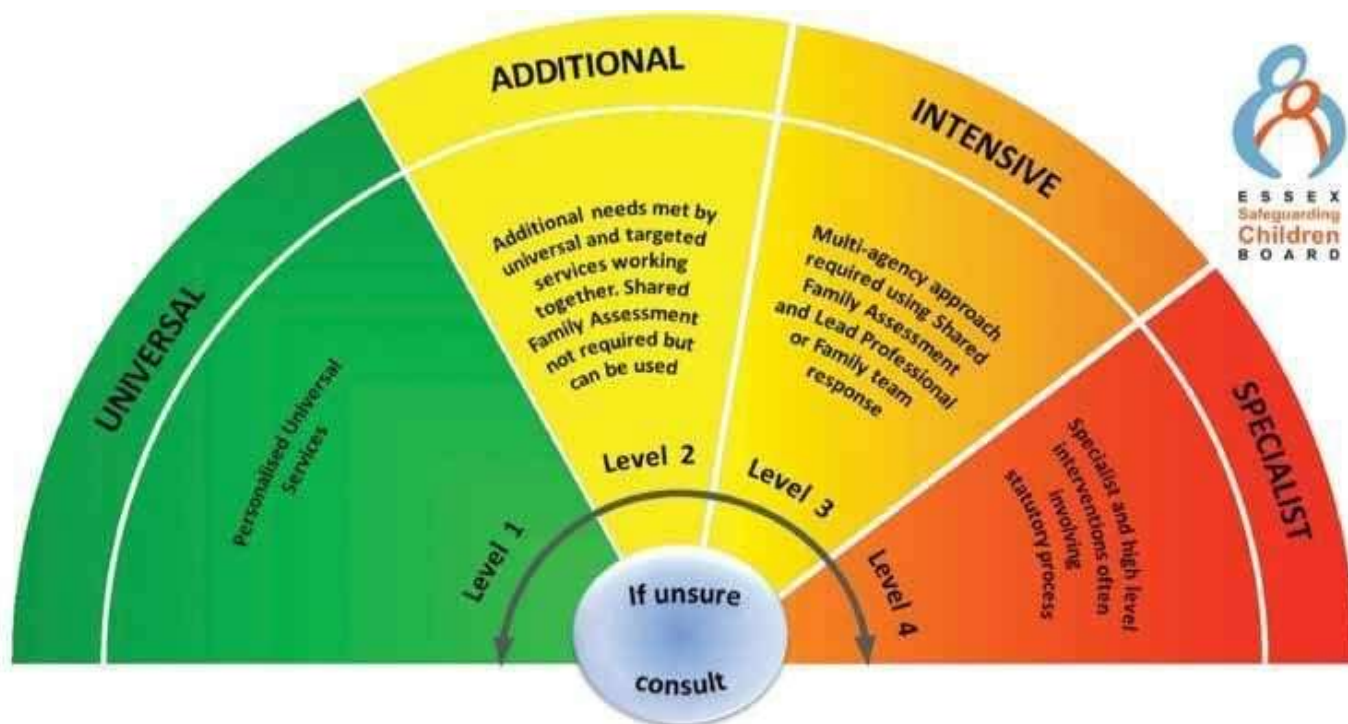 UNIVERSAL
Personalised Universal
Services
Level 1
ADDITIONAL
Additional needs met by
universal and targeted
services working
together. Shared
Family Assessment
not required but
can be used
Level 2
INTENSIVE
Multi-agency approach
required using Shared
Family Assessment
and Lead Professional
or Family team
response
Level 3
SPECIALIST
Specialist and high level
interventions often
involving
statutory process
Level 4
If unsure
consult
ESSEX
Safeguarding
Children
BOARD